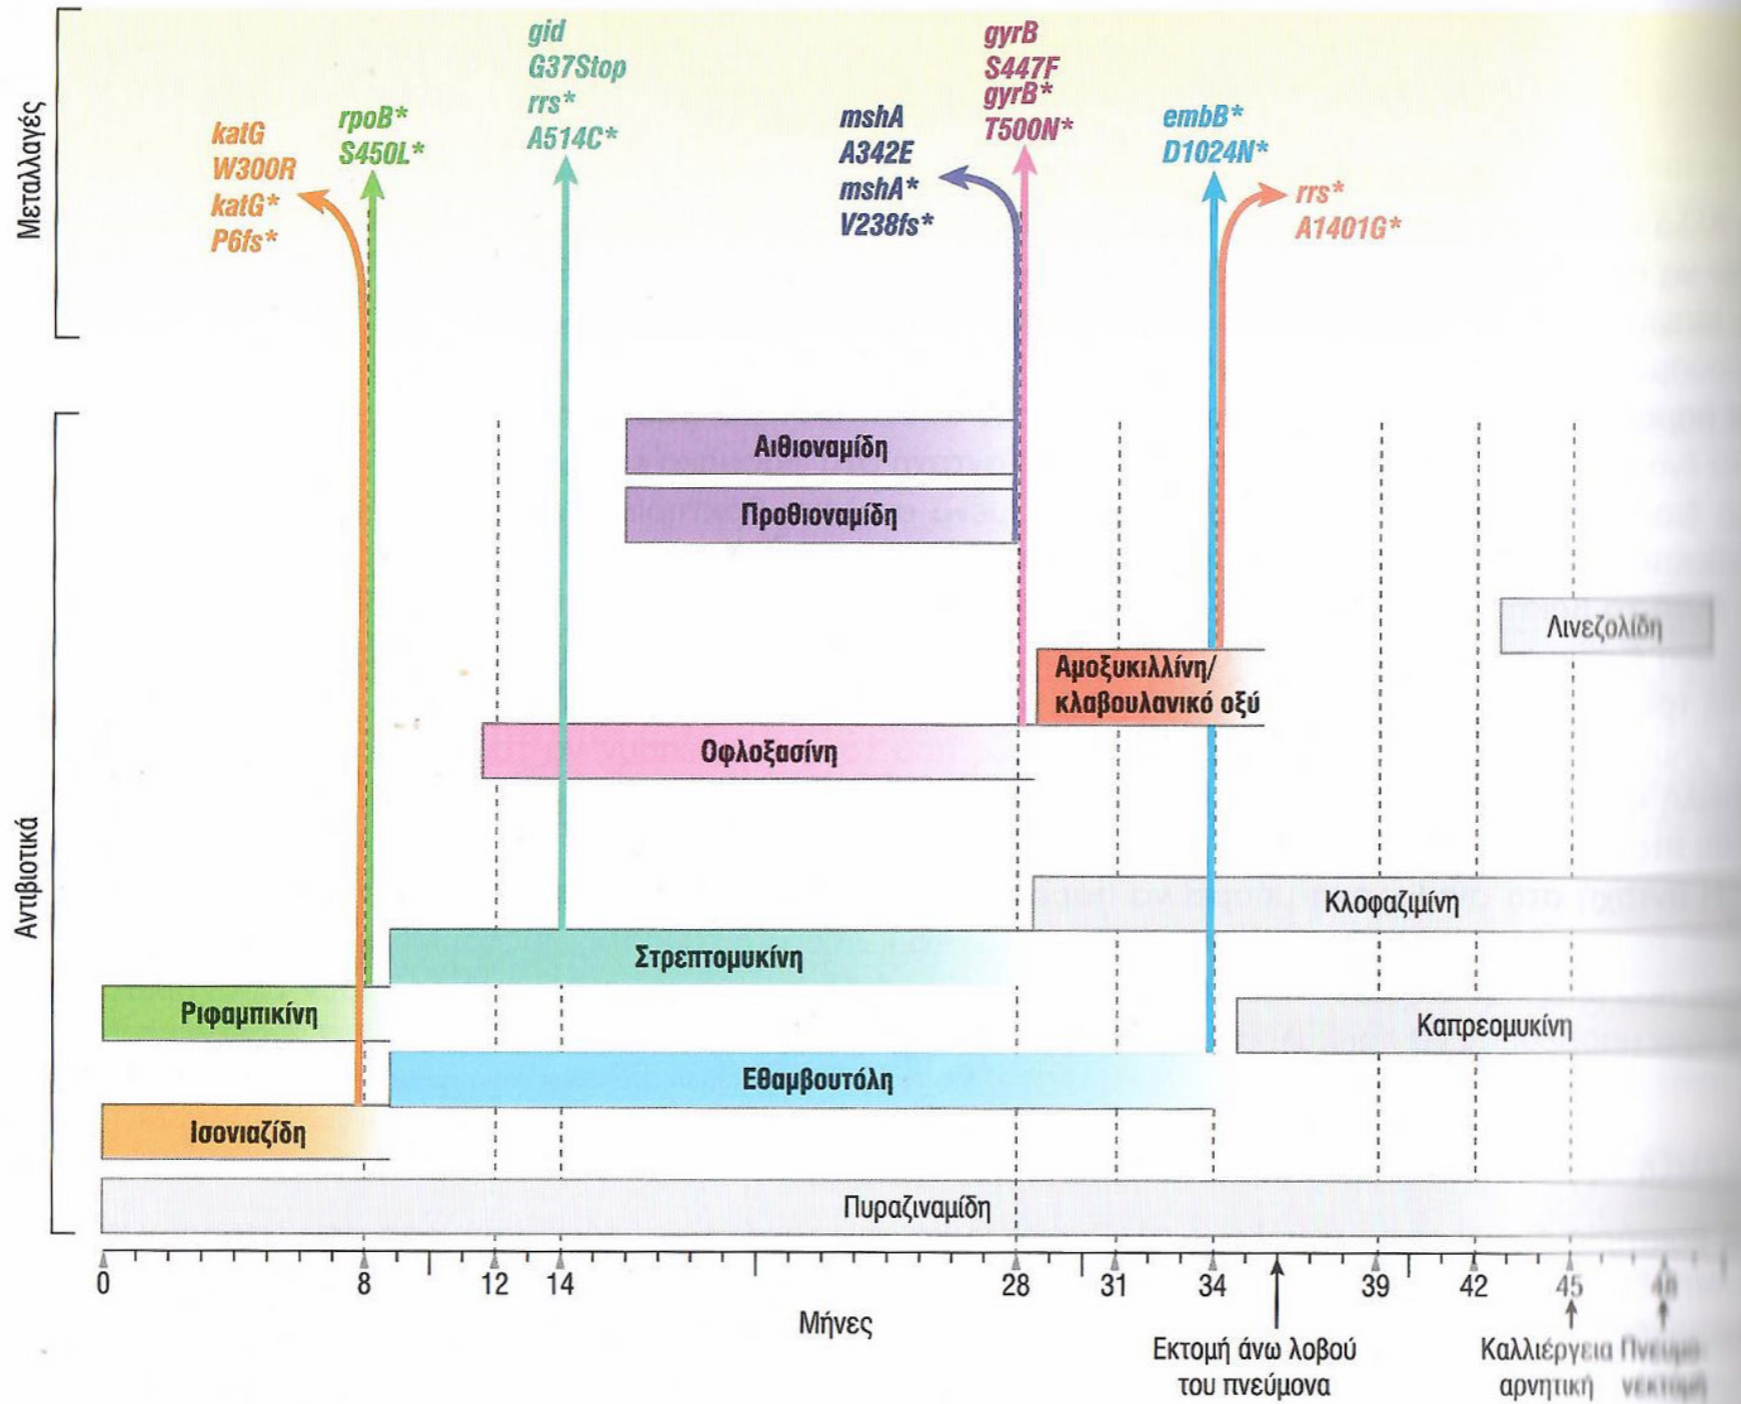 Μεταλλαγές
katG
W300R
katG*
P6fs*
rpoB*
S450L*
gid
G37Stop
rrs*
A514C*
mshA
A342E
mshA*
V238fs*
gyrB
S447F
gyrB*
T500N*
embB*
D1024N*
rrs*
A1401G*
Αντιβιοτικά
Αιθιοναμίδη
Προθιοναμίδη
Λινεζολίδη
Αμοξυκιλλίνη/
κλαβουλανικό οξύ
Οφλοξασίνη
Κλοφαζιμίνη
Στρεπτομυκίνη
Ριφαμπικίνη
Καπρεομυκίνη
Εθαμβουτόλη
Ισονιαζίδη
Πυραζιναμίδη
0 8 12 14 28 31 34 39 42 45
Μήνες
Εκτομή άνω λοβού
του πνεύμονα
Καλλιέργεια
αρνητική